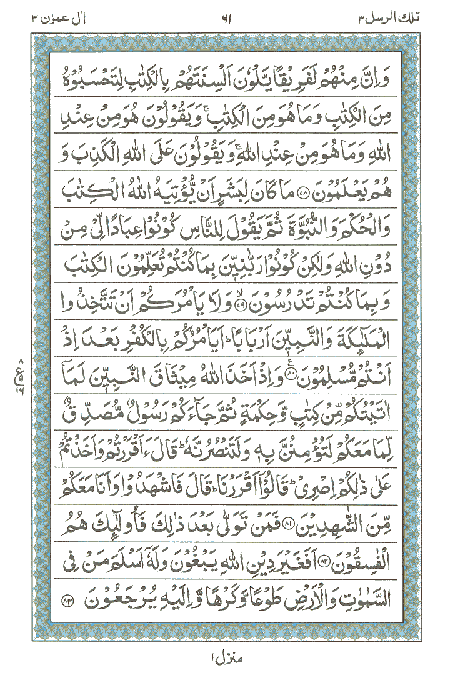 تلك الرسل ٣ ٦١ اٰل عمرٰن ٣
وَاِنَّ مِنْهُمْ لَفَرِيْقًا يَّلْوٗنَ اَلْسِنَتَهُمْ بِالْكِتٰبِ لِتَحْسَبُوْهُ
مِنَ الْكِتٰبِ وَمَا هُوَ مِنَ الْكِتٰبِ ۚ وَيَقُوْلُوْنَ هُوَ مِنْ عِنْدِ
اللّٰهِ وَمَا هُوَ مِنْ عِنْدِ اللّٰهِ ۚ وَيَقُوْلُوْنَ عَلَى اللّٰهِ الْكَذِبَ وَ
هُمْ يَعْلَمُوْنَ ۝٧٨ مَا كَانَ لِبَشَرٍ اَنْ يُّؤْتِيَهُ اللّٰهُ الْكِتٰبَ
وَالْحُكْمَ وَالنُّبُوَّةَ ثُمَّ يَقُوْلَ لِلنَّاسِ كُوْنُوْا عِبَادًا لِّيْ مِنْ
دُوْنِ اللّٰهِ وَلٰكِنْ كُوْنُوْا رَبّٰنِيّٖنَ بِمَا كُنْتُمْ تُعَلِّمُوْنَ الْكِتٰبَ
وَبِمَا كُنْتُمْ تَدْرُسُوْنَ ۝٧٩ وَلَا يَاْمُرَكُمْ اَنْ تَتَّخِذُوا
الْمَلٰٓئِكَةَ وَالنَّبِيّٖنَ اَرْبَابًا ؕ اَيَاْمُرُكُمْ بِالْكُفْرِ بَعْدَ اِذْ
اَنْتُمْ مُّسْلِمُوْنَ ۝٨٠ وَاِذْ اَخَذَ اللّٰهُ مِيْثَاقَ النَّبِيّٖنَ لَمَاۤ
اٰتَيْتُكُمْ مِّنْ كِتٰبٍ وَّحِكْمَةٍ ثُمَّ جَآءَكُمْ رَسُوْلٌ مُّصَدِّقٌ
لِّمَا مَعَكُمْ لَتُؤْمِنُنَّ بِهٖ وَلَتَنْصُرُنَّهٗ ؕ قَالَ ءَاَقْرَرْتُمْ وَاَخَذْتُمْ
عَلٰى ذٰلِكُمْ اِصْرِيْ ؕ قَالُوْۤا اَقْرَرْنَا ؕ قَالَ فَاشْهَدُوْا وَاَنَا مَعَكُمْ
مِّنَ الشّٰهِدِيْنَ ۝٨١ فَمَنْ تَوَلّٰى بَعْدَ ذٰلِكَ فَاُولٰٓئِكَ هُمُ
الْفٰسِقُوْنَ ۝٨٢ اَفَغَيْرَ دِيْنِ اللّٰهِ يَبْغُوْنَ وَلَهٗۤ اَسْلَمَ مَنْ فِي
السَّمٰوٰتِ وَالْاَرْضِ طَوْعًا وَّكَرْهًا وَّاِلَيْهِ يُرْجَعُوْنَ ۝٨٣
منزل ١